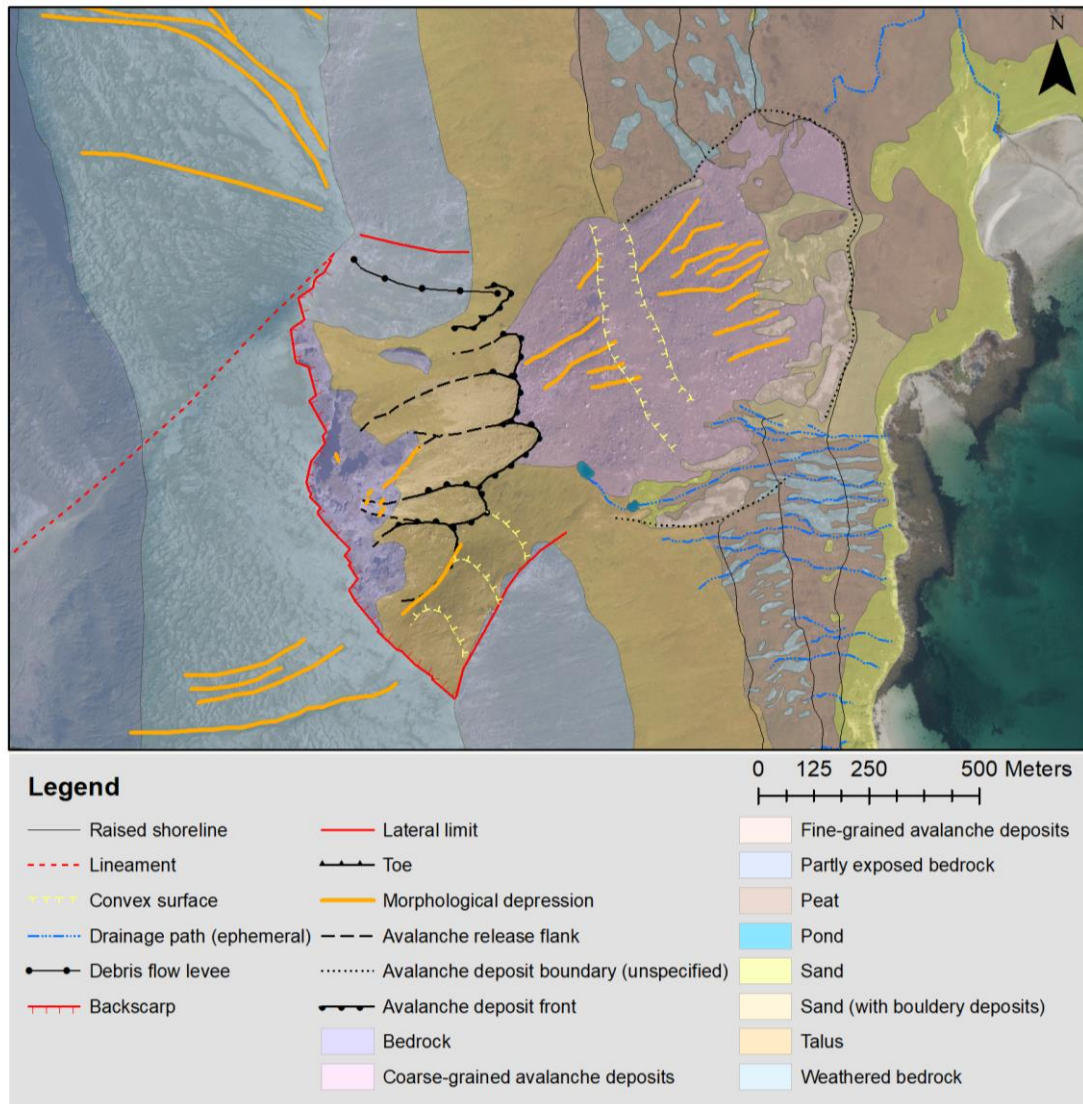 N
Legend
0 125 250 500 Meters
Raised shoreline
Lineament
Convex surface
Drainage path (ephemeral)
Debris flow levee
Backscarp
Lateral limit
Toe
Morphological depression
Avalanche release flank
Avalanche deposit boundary (unspecified)
Avalanche deposit front
Bedrock
Coarse-grained avalanche deposits
Fine-grained avalanche deposits
Partly exposed bedrock
Peat
Pond
Sand
Sand (with bouldery deposits)
Talus
Weathered bedrock